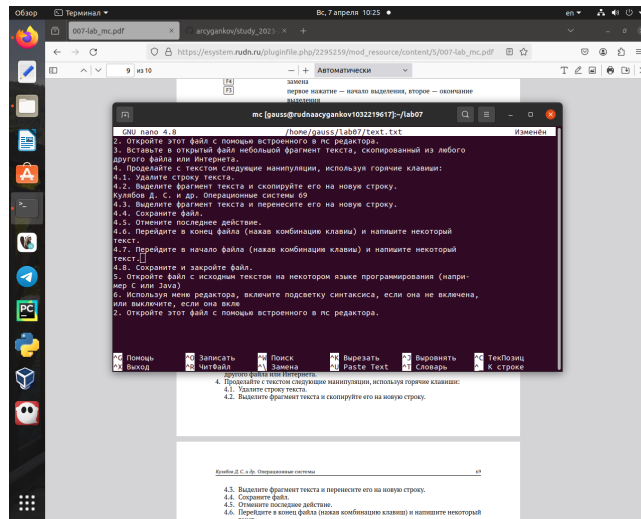 Обзор
Терминал
Вс, 7 апреля 10:25
en
007-lab_mc.pdf
arcygankov/study_202
https://esystem.rudn.ru/pluginfile.php/2295259/mod_resource/content/5/007-lab_mc.pdf
9 из 10
Автоматически
F4 замена
F3 первое нажатие — начало выделения, второе — окончание
выделения
mc [gauss@rudnaacygankov1032219617]:~/lab07
GNU nano 4.8 /home/gauss/lab07/text.txt Изменён
2. Откройте этот файл с помощью встроенного в mc редактора.
3. Вставьте в открытый файл небольшой фрагмент текста, скопированный из любого
другого файла или Интернета.
4. Проделайте с текстом следующие манипуляции, используя горячие клавиши:
4.1. Удалите строку текста.
4.2. Выделите фрагмент текста и скопируйте его на новую строку.
Кулябов Д. С. и др. Операционные системы 69
4.3. Выделите фрагмент текста и перенесите его на новую строку.
4.4. Сохраните файл.
4.5. Отмените последнее действие.
4.6. Перейдите в конец файла (нажав комбинацию клавиш) и напишите некоторый
текст.
4.7. Перейдите в начало файла (нажав комбинацию клавиш) и напишите некоторый
текст.
4.8. Сохраните и закройте файл.
5. Откройте файл с исходным текстом на некотором языке программирования (напри-
мер C или Java)
6. Используя меню редактора, включите подсветку синтаксиса, если она не включена,
или выключите, если она вклю
2. Откройте этот файл с помощью встроенного в mc редактора.
^G Помощь ^O Записать ^W Поиск ^K Вырезать ^J Выровнять ^C ТекПозиц
^X Выход ^R ЧитФайл ^\ Замена ^U Paste Text ^T Словарь ^_ К строке
другого файла или Интернета.
4. Проделайте с текстом следующие манипуляции, используя горячие клавиши:
4.1. Удалите строку текста.
4.2. Выделите фрагмент текста и скопируйте его на новую строку.
Кулябов Д. С. и др. Операционные системы 69
4.3. Выделите фрагмент текста и перенесите его на новую строку.
4.4. Сохраните файл.
4.5. Отмените последнее действие.
4.6. Перейдите в конец файла (нажав комбинацию клавиш) и напишите некоторый